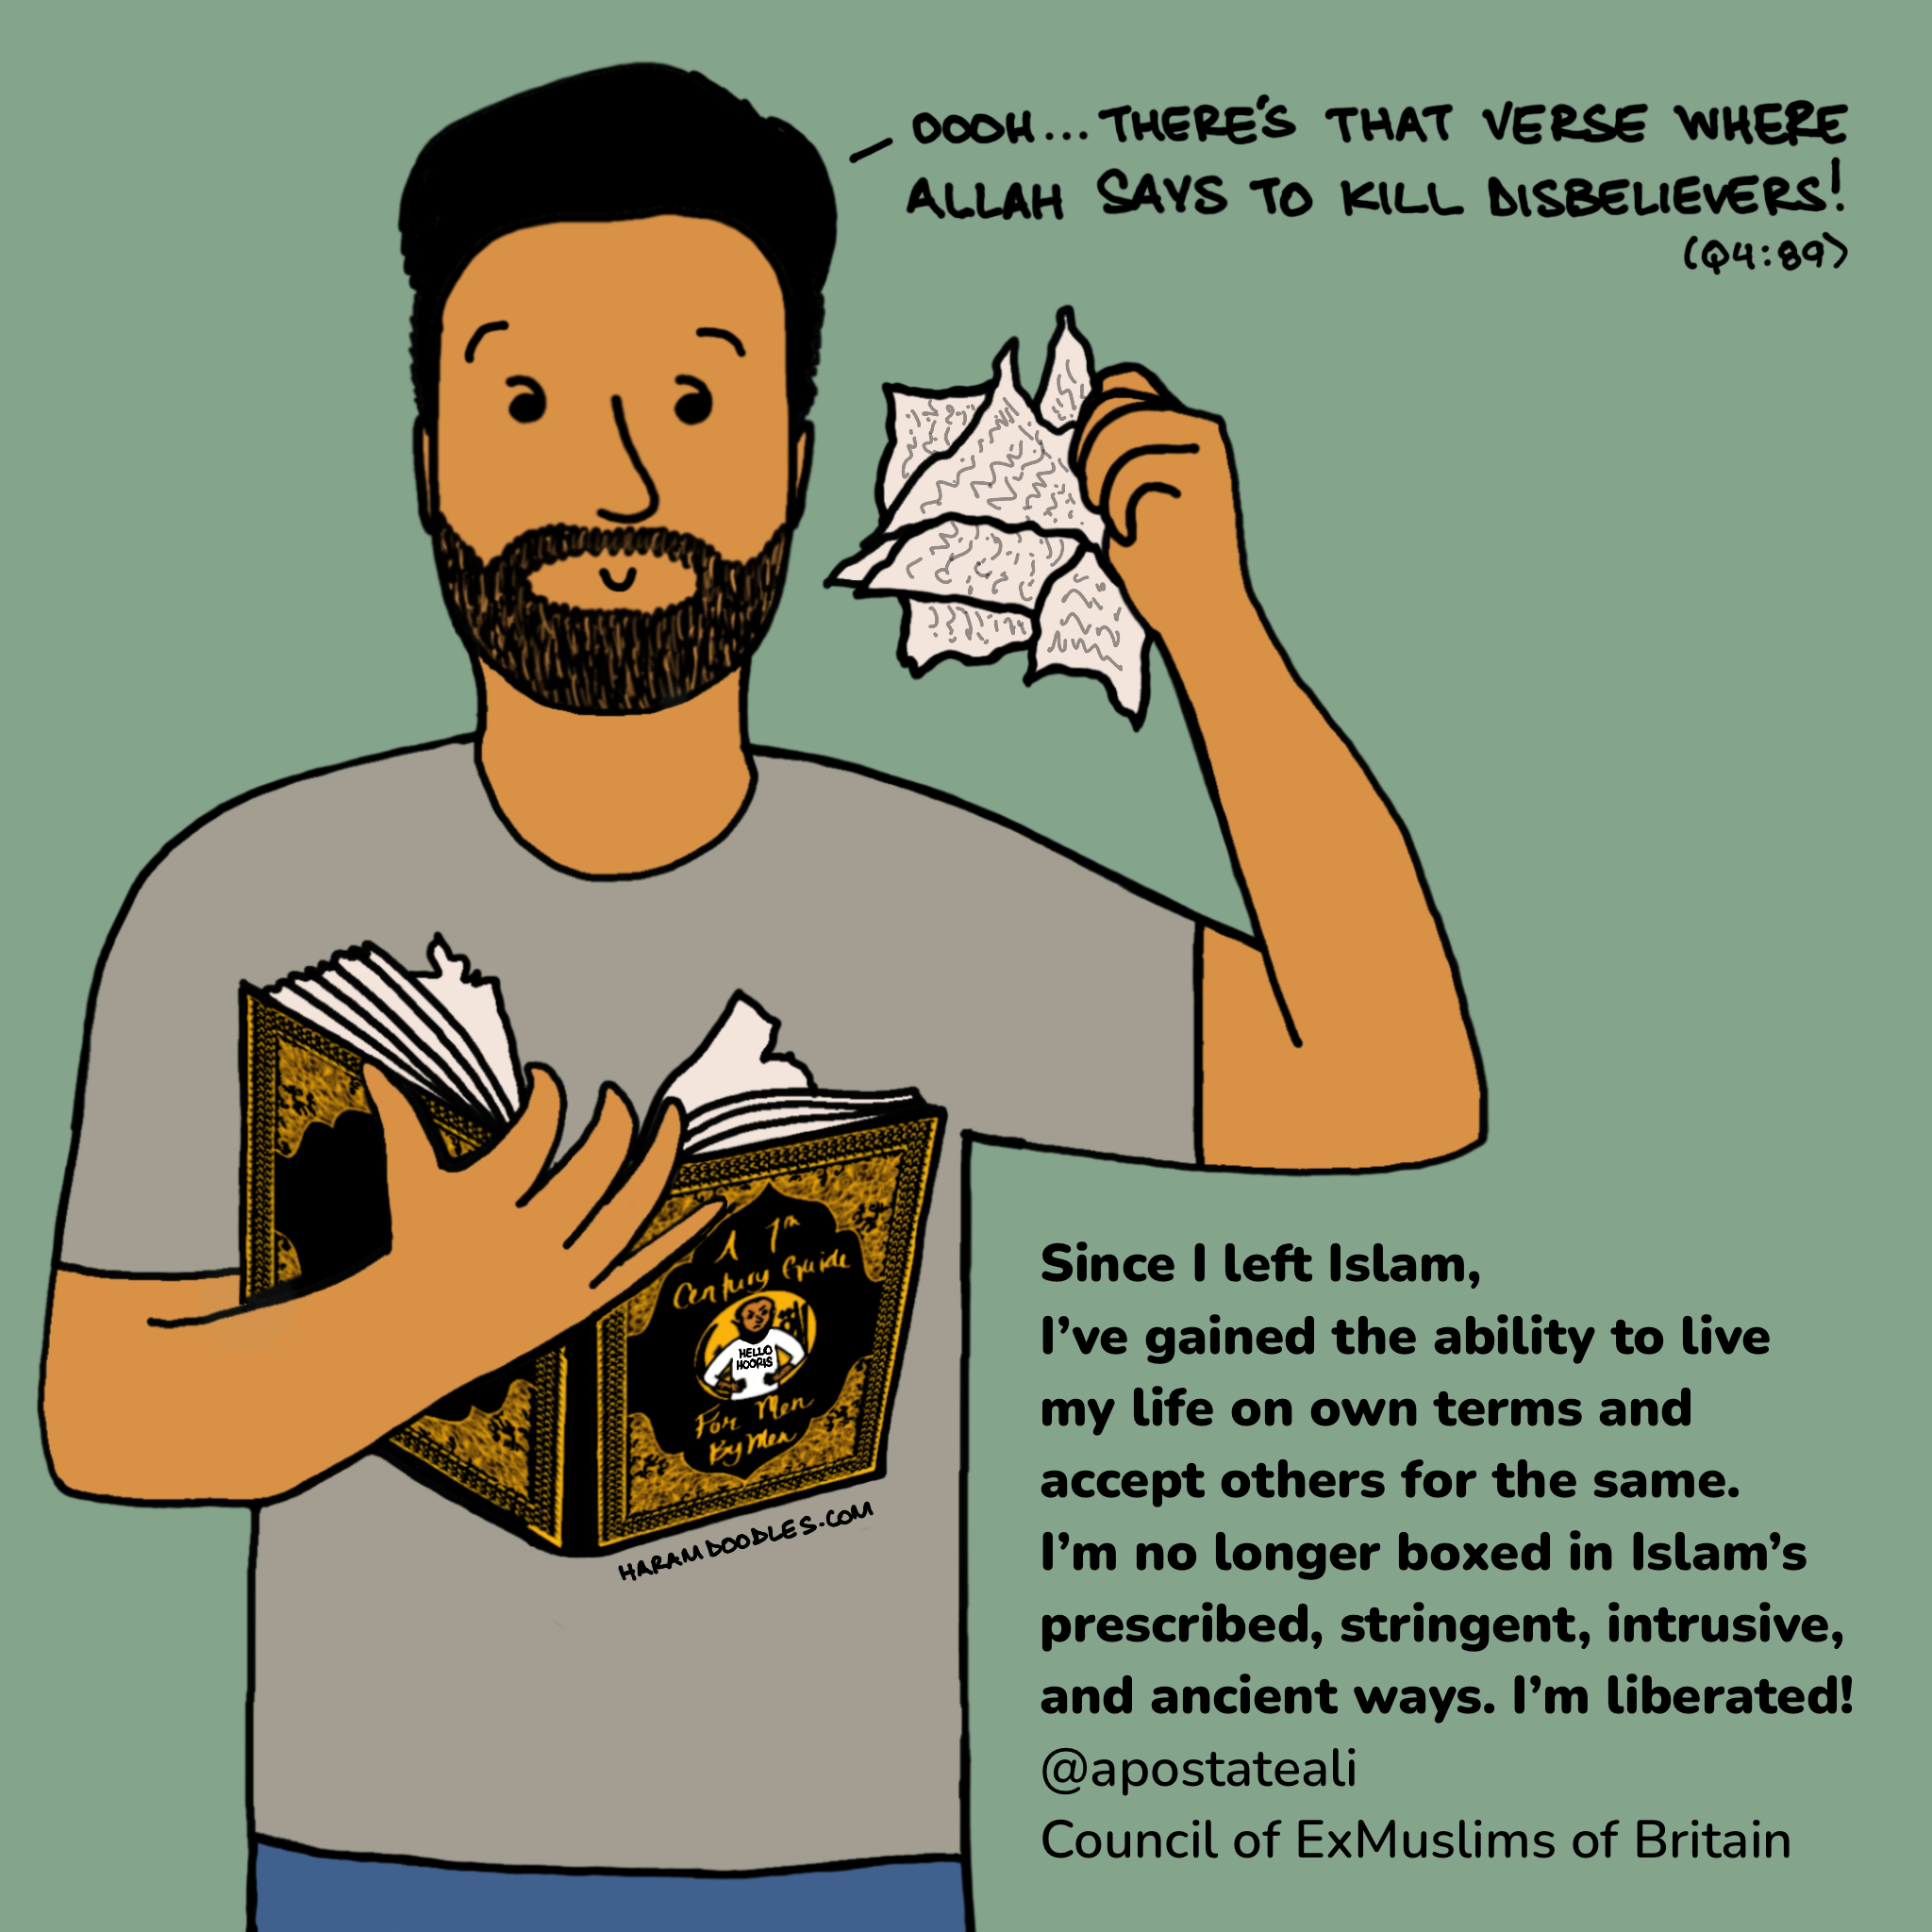 OOOH... THERE'S THAT VERSE WHERE
ALLAH SAYS TO KILL DISBELIEVERS!
(Q4:89)
A 7th
Century Guide
HELLO
HOORIS
For Men
By Men
HARAMDOODLES.COM
Since I left Islam,
I've gained the ability to live
my life on own terms and
accept others for the same.
I'm no longer boxed in Islam's
prescribed, stringent, intrusive,
and ancient ways. I'm liberated!
@apostateali
Council of ExMuslims of Britain